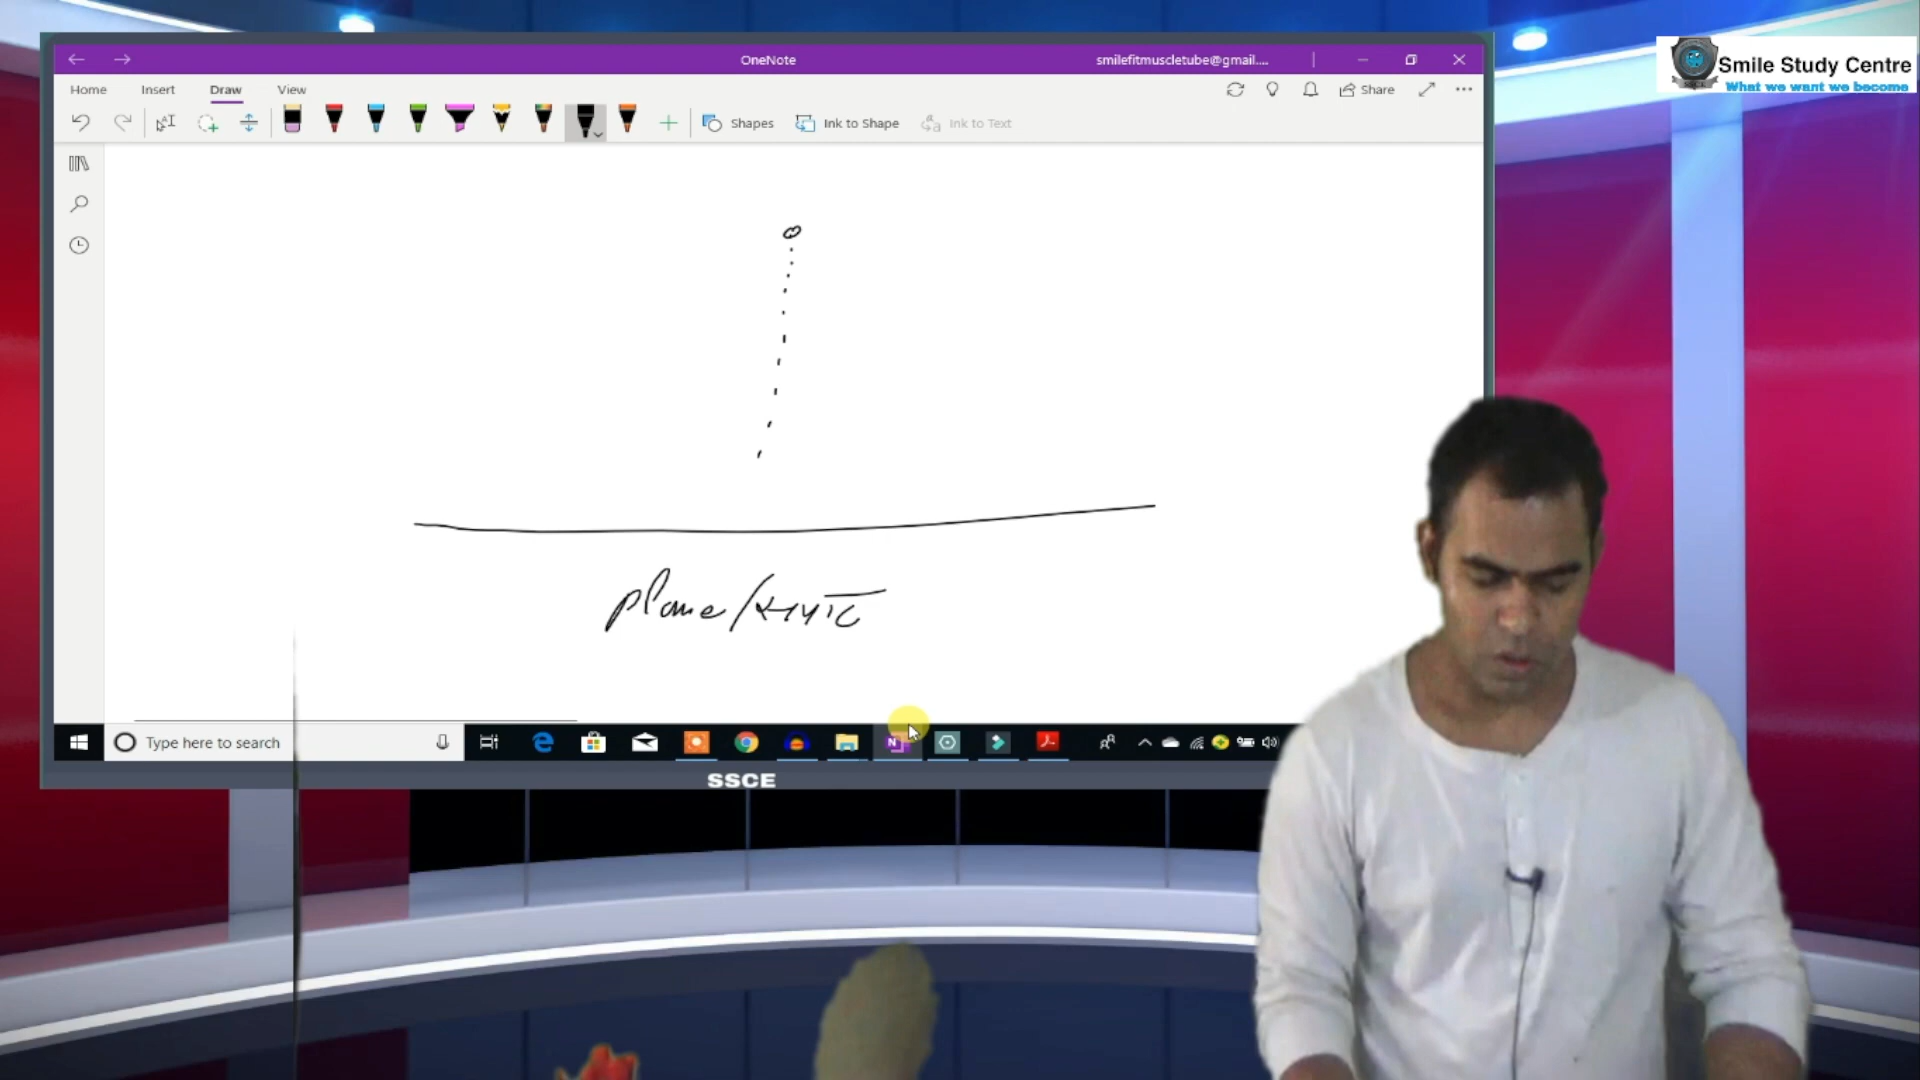 OneNote
smilefitmuscletube@gmail....
Smile Study Centre
What we want we become
Home Insert Draw View
Share
Shapes Ink to Shape Ink to Text
plane/समतल
Type here to search
SSCE